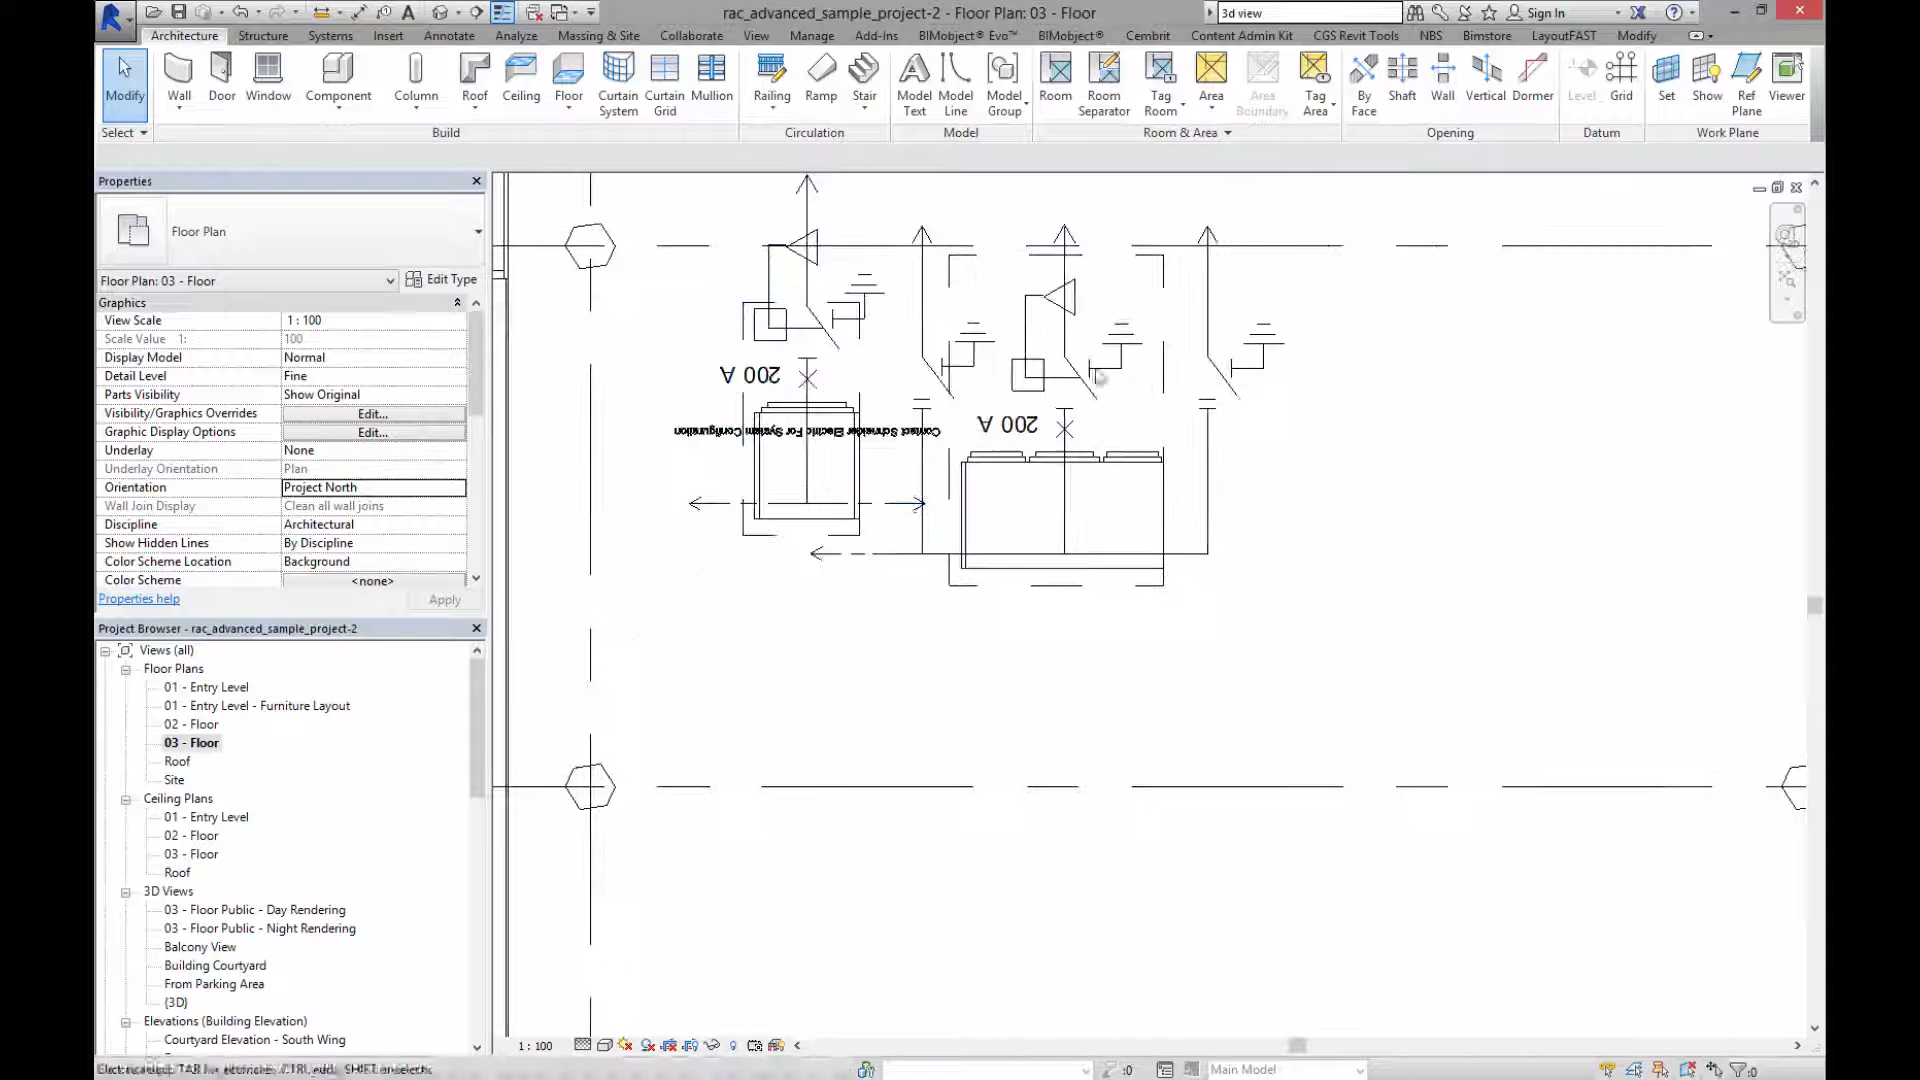 rac_advanced_sample_project-2 - Floor Plan: 03 - Floor
3d view
Sign In
Architecture Structure Systems Insert Annotate Analyze Massing & Site Collaborate View Manage Add-Ins BIMobject® Evo™ BIMobject® Cembrit Content Admin Kit CGS Revit Tools NBS Bimstore LayoutFAST Modify
Modify Wall Door Window Component Column Roof Ceiling Floor Curtain System Curtain Grid Mullion Railing Ramp Stair Model Text Model Line Model Group Room Room Separator Tag Room Area Area Boundary Tag Area By Face Shaft Wall Vertical Dormer Level Grid Set Show Ref Plane Viewer
Select Build Circulation Model Room & Area Opening Datum Work Plane
Properties
Floor Plan
Floor Plan: 03 - Floor Edit Type
Graphics
View Scale 1 : 100
Scale Value 1: 100
Display Model Normal
Detail Level Fine
Parts Visibility Show Original
Visibility/Graphics Overrides Edit...
Graphic Display Options Edit...
Underlay None
Underlay Orientation Plan
Orientation Project North
Wall Join Display Clean all wall joins
Discipline Architectural
Show Hidden Lines By Discipline
Color Scheme Location Background
Color Scheme <none>
Properties help Apply
Project Browser - rac_advanced_sample_project-2
Views (all)
Floor Plans
01 - Entry Level
01 - Entry Level - Furniture Layout
02 - Floor
03 - Floor
Roof
Site
Ceiling Plans
01 - Entry Level
02 - Floor
03 - Floor
Roof
3D Views
03 - Floor Public - Day Rendering
03 - Floor Public - Night Rendering
Balcony View
Building Courtyard
From Parking Area
{3D}
Elevations (Building Elevation)
Courtyard Elevation - South Wing
200 A
Contact Schneider Electric For System Configuration
200 A
1 : 100
:0
Main Model
:0